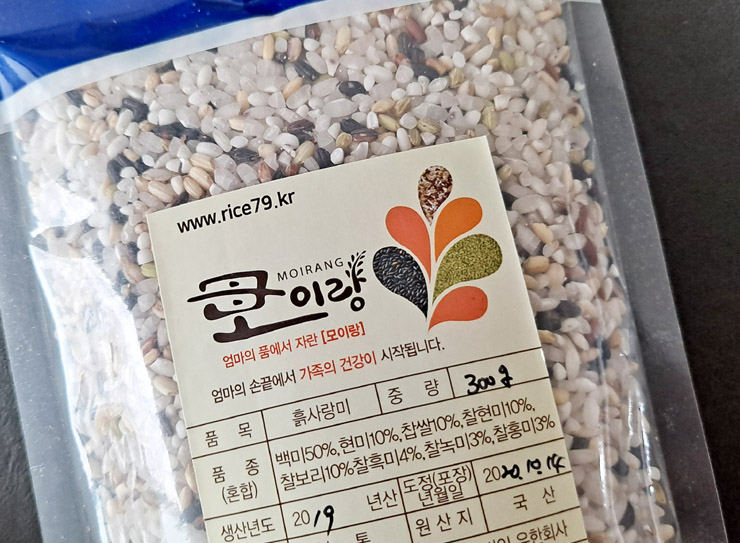 www.rice79.kr
MOIRANG
모이랑
엄마의 품에서 자란 [모이랑]
엄마의 손끝에서 가족의 건강이 시작됩니다.
품 목 흙사랑미 중 량 300g
품 종 (혼합) 백미50%, 현미10%, 찹쌀10%, 찰현미10%,
찰보리10%찰흑미4%, 찰녹미3%, 찰홍미3%
생산년도 2019 년산 도정(포장) 년월일 2020.10.14
원 산 지 국 산
유한회사